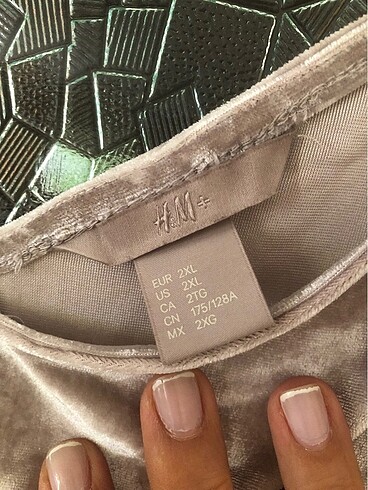 H&M+
EUR 2XL
US 2XL
CA 2TG
CN 175/128A
MX 2XG